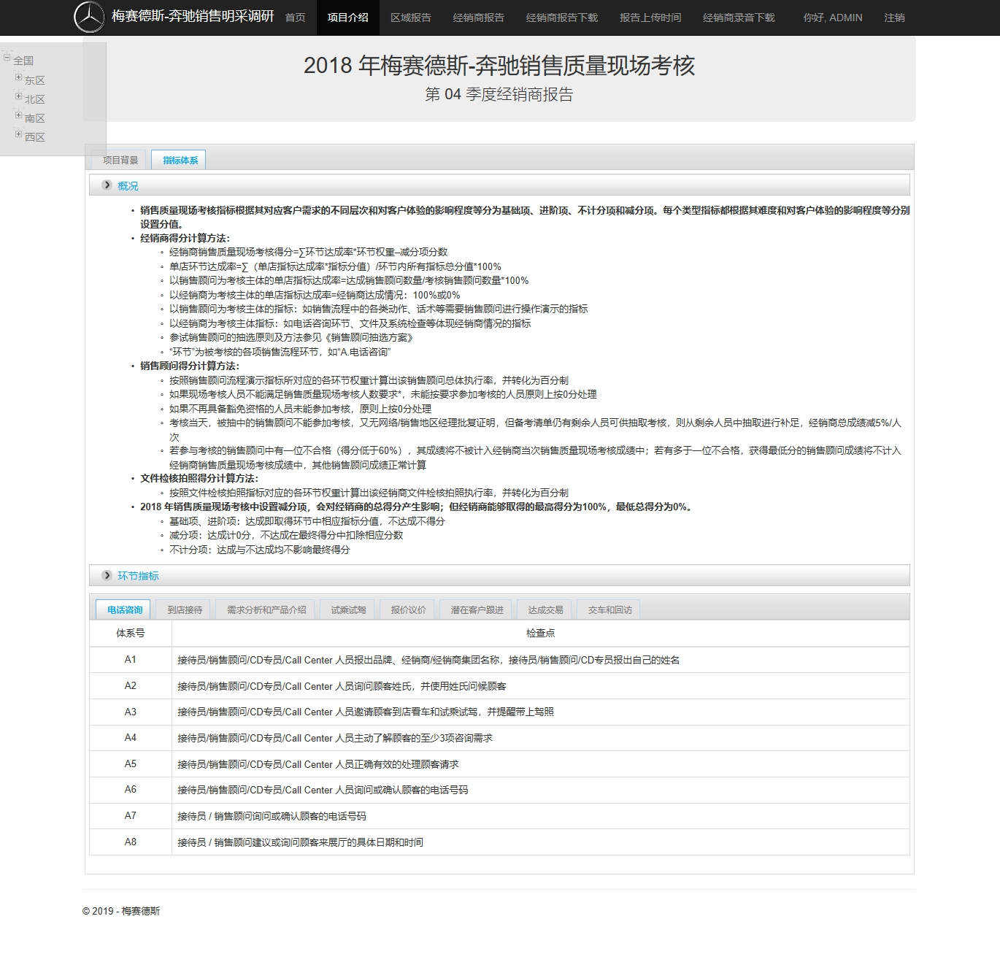 梅赛德斯-奔驰销售明采调研 首页 项目介绍 区域报告 经销商报告 经销商报告下载 报告上传时间 经销商录音下载 你好, ADMIN 注销
全国
东区
北区
南区
西区
2018 年梅赛德斯-奔驰销售质量现场考核
第 04 季度经销商报告
项目背景 指标体系
概况
• 销售质量现场考核指标根据其对应客户需求的不同层次和对客户体验的影响程度等分为基础项、进阶项、不计分项和减分项。每个类型指标都根据其难度和对客户体验的影响程度等分别
设置分值。
• 经销商得分计算方法：
◦ 经销商销售质量现场考核得分=∑环节达成率*环节权重–减分项分数
◦ 单店环节达成率=∑（单店指标达成率*指标分值）/环节内所有指标总分值*100%
◦ 以销售顾问为考核主体的单店指标达成率=达成销售顾问数量/考核销售顾问数量*100%
◦ 以经销商为考核主体的单店指标达成率=经销商达成情况：100%或0%
◦ 以销售顾问为考核主体的指标：如销售流程中的各类动作、话术等需要销售顾问进行操作演示的指标
◦ 以经销商为考核主体指标：如电话咨询环节、文件及系统检查等体现经销商情况的指标
◦ 参试销售顾问的抽选原则及方法参见《销售顾问抽选方案》
◦ “环节”为被考核的各项销售流程环节，如“A.电话咨询”
• 销售顾问得分计算方法：
◦ 按照销售顾问流程演示指标所对应的各环节权重计算出该销售顾问总体执行率，并转化为百分制
◦ 如果现场考核人员不能满足销售质量现场考核人数要求*，未能按要求参加考核的人员原则上按0分处理
◦ 如果不再具备豁免资格的人员未能参加考核，原则上按0分处理
◦ 考核当天，被抽中的销售顾问不能参加考核，又无网络/销售地区经理批复证明，但备考清单仍有剩余人员可供抽取考核，则从剩余人员中抽取进行补足，经销商总成绩减5%/人
次
◦ 若参与考核的销售顾问中有一位不合格（得分低于60%），其成绩将不被计入经销商当次销售质量现场考核成绩中；若有多于一位不合格，获得最低分的销售顾问成绩将不计入
经销商销售质量现场考核成绩中，其他销售顾问成绩正常计算
• 文件检核拍照得分计算方法：
◦ 按照文件检核拍照指标对应的各环节权重计算出该经销商文件检核拍照执行率，并转化为百分制
• 2018 年销售质量现场考核中设置减分项，会对经销商的总得分产生影响；但经销商能够取得的最高得分为100%，最低总得分为0%。
◦ 基础项、进阶项：达成即取得环节中相应指标分值，不达成不得分
◦ 减分项：达成计0分，不达成在最终得分中扣除相应分数
◦ 不计分项：达成与不达成均不影响最终得分
环节指标
电话咨询 到店接待 需求分析和产品介绍 试乘试驾 报价议价 潜在客户跟进 达成交易 交车和回访
体系号 检查点
A1 接待员/销售顾问/CD专员/Call Center 人员报出品牌、经销商/经销商集团名称，接待员/销售顾问/CD专员报出自己的姓名
A2 接待员/销售顾问/CD专员/Call Center 人员询问顾客姓氏，并使用姓氏问候顾客
A3 接待员/销售顾问/CD专员/Call Center 人员邀请顾客到店看车和试乘试驾，并提醒带上驾照
A4 接待员/销售顾问/CD专员/Call Center 人员主动了解顾客的至少3项咨询需求
A5 接待员/销售顾问/CD专员/Call Center 人员正确有效的处理顾客请求
A6 接待员/销售顾问/CD专员/Call Center 人员询问或确认顾客的电话号码
A7 接待员 / 销售顾问询问或确认顾客的电话号码
A8 接待员 / 销售顾问建议或询问顾客来展厅的具体日期和时间
© 2019 - 梅赛德斯